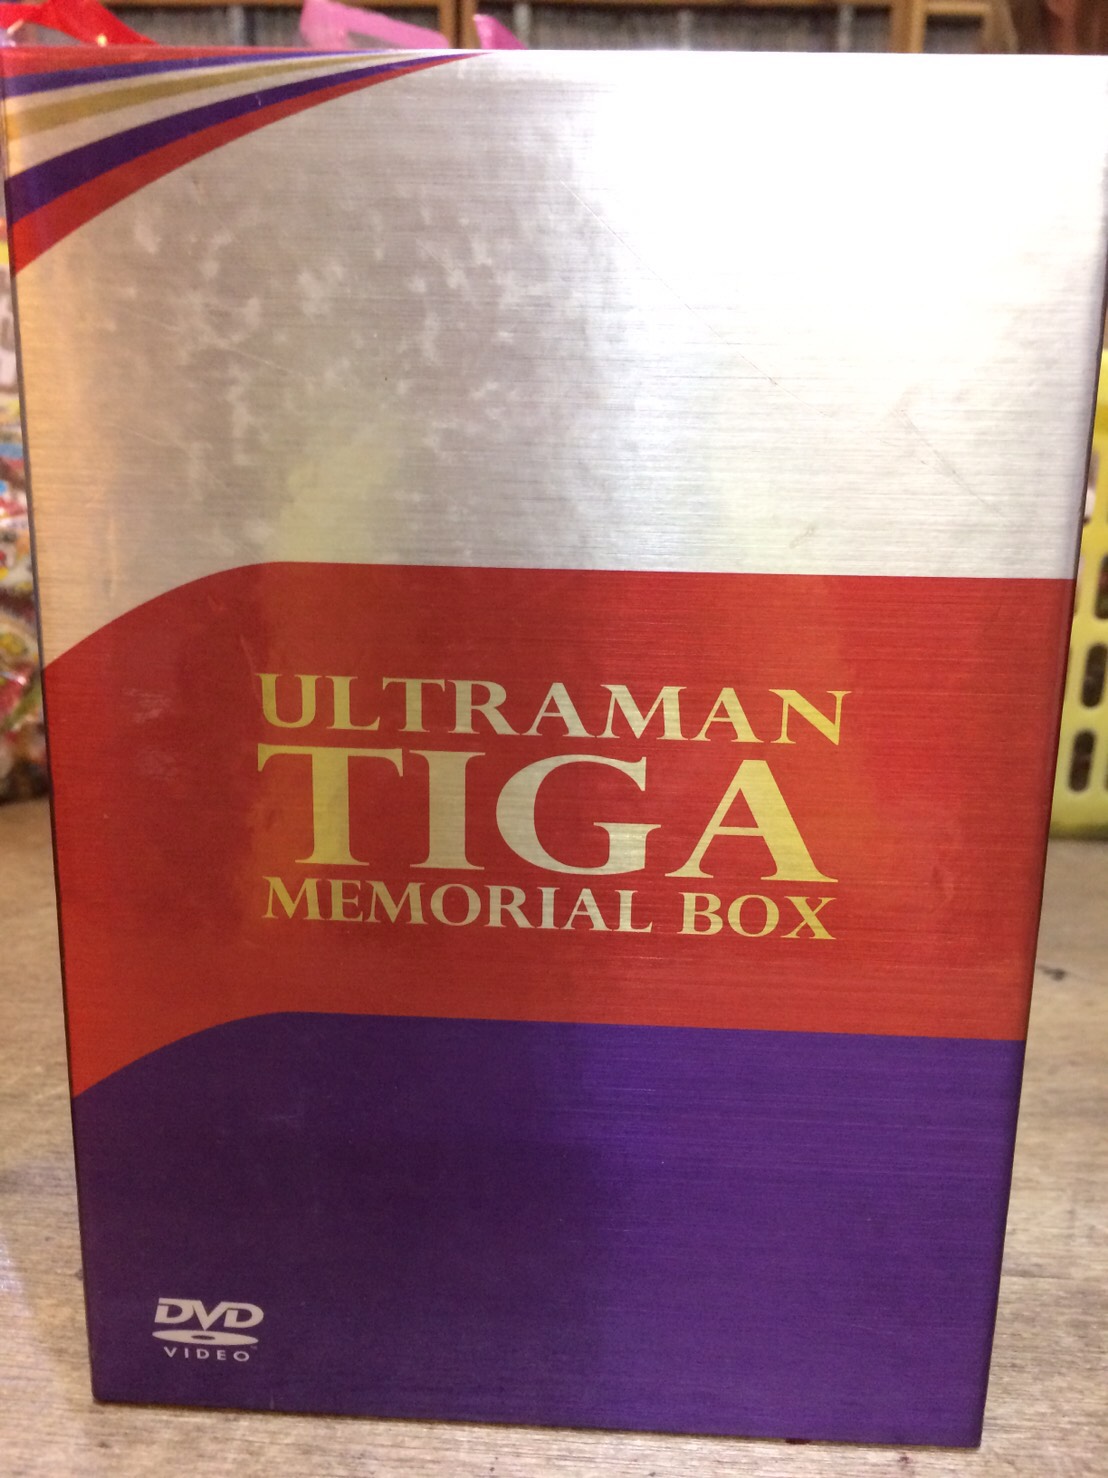 ULTRAMAN
TIGA
MEMORIAL BOX
DVD
VIDEO